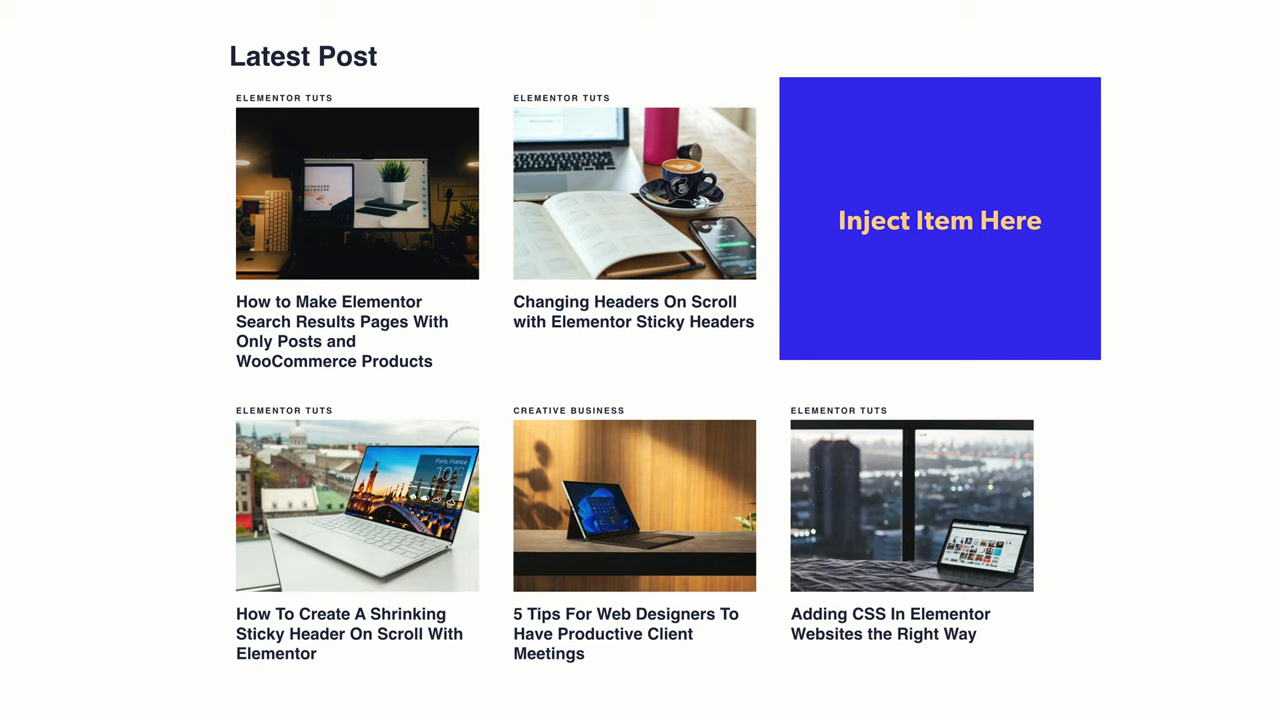 Latest Post
ELEMENTOR TUTS
How to Make Elementor
Search Results Pages With
Only Posts and
WooCommerce Products
ELEMENTOR TUTS
Changing Headers On Scroll
with Elementor Sticky Headers
Inject Item Here
ELEMENTOR TUTS
Paris, France
10°C
How To Create A Shrinking
Sticky Header On Scroll With
Elementor
CREATIVE BUSINESS
5 Tips For Web Designers To
Have Productive Client
Meetings
ELEMENTOR TUTS
Adding CSS In Elementor
Websites the Right Way